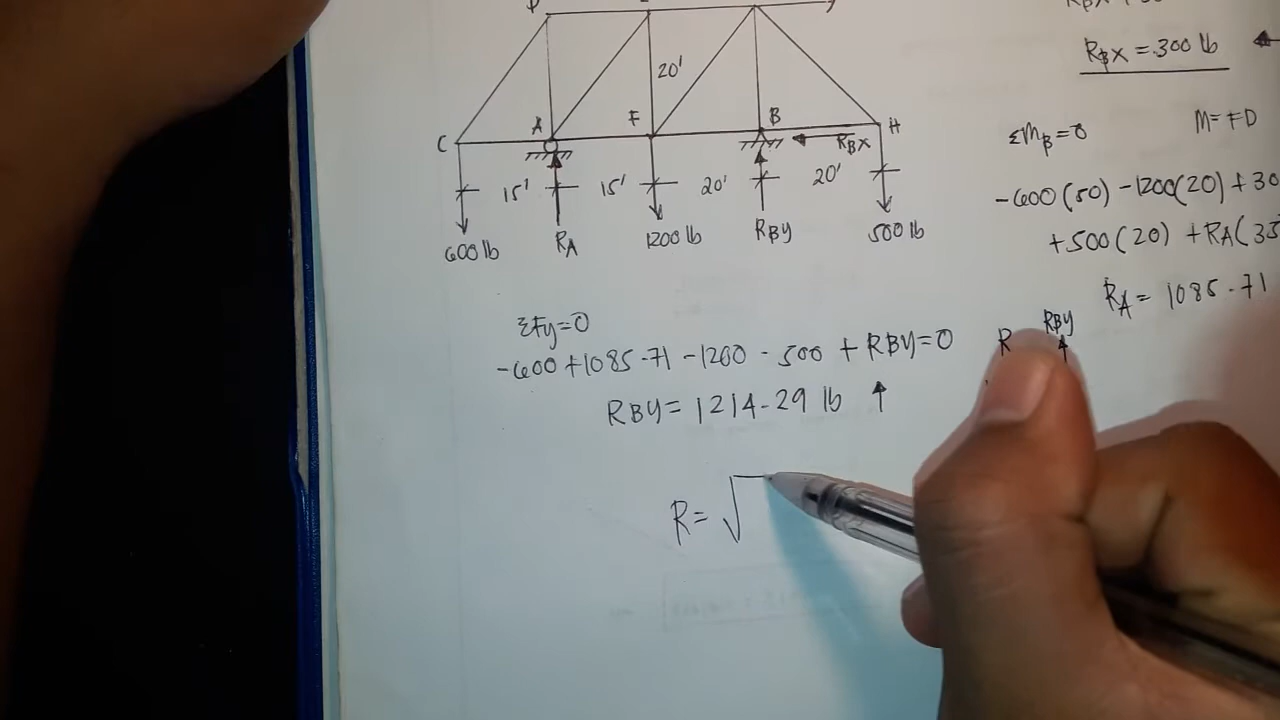 RBX
RBX = 300 lb
20'
C
A
F
B
H
RBX
ΣMB=0
M= FD
15'
15'
20'
20'
-600(50) -1200(20) +30
+500(20) +RA(35
600 lb
RA
1200 lb
RBY
500 lb
RA= 1085.71
ΣFy=0
-600+1085.71 -1200 -500 + RBY=0
R
RBY
RBY= 1214.29 lb ↑
R= √